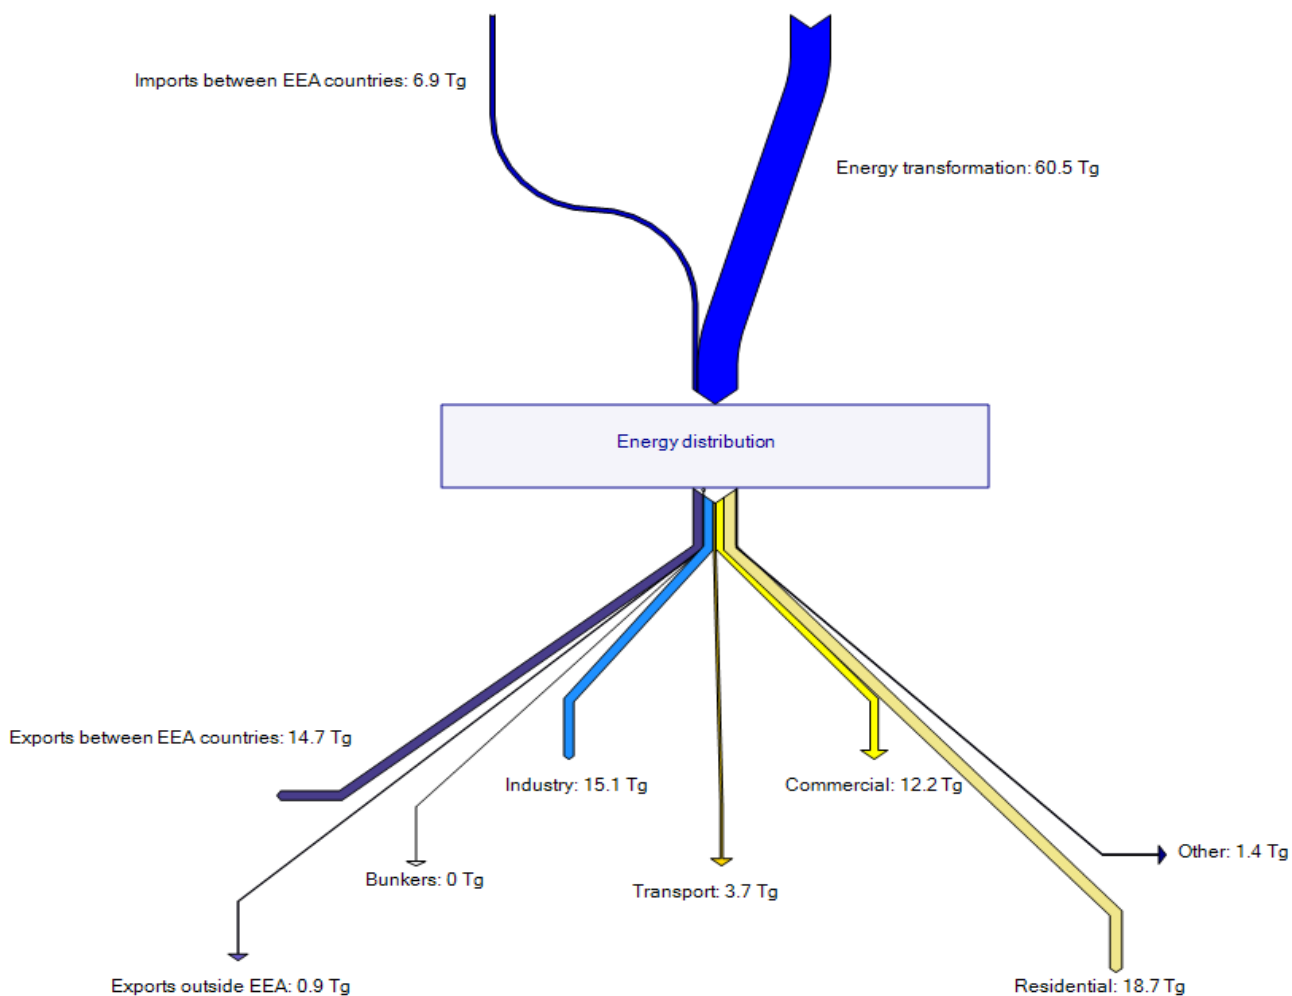 Imports between EEA countries: 6.9 Tg
Energy transformation: 60.5 Tg
Energy distribution
Exports between EEA countries: 14.7 Tg
Industry: 15.1 Tg
Commercial: 12.2 Tg
Other: 1.4 Tg
Bunkers: 0 Tg
Transport: 3.7 Tg
Exports outside EEA: 0.9 Tg
Residential: 18.7 Tg